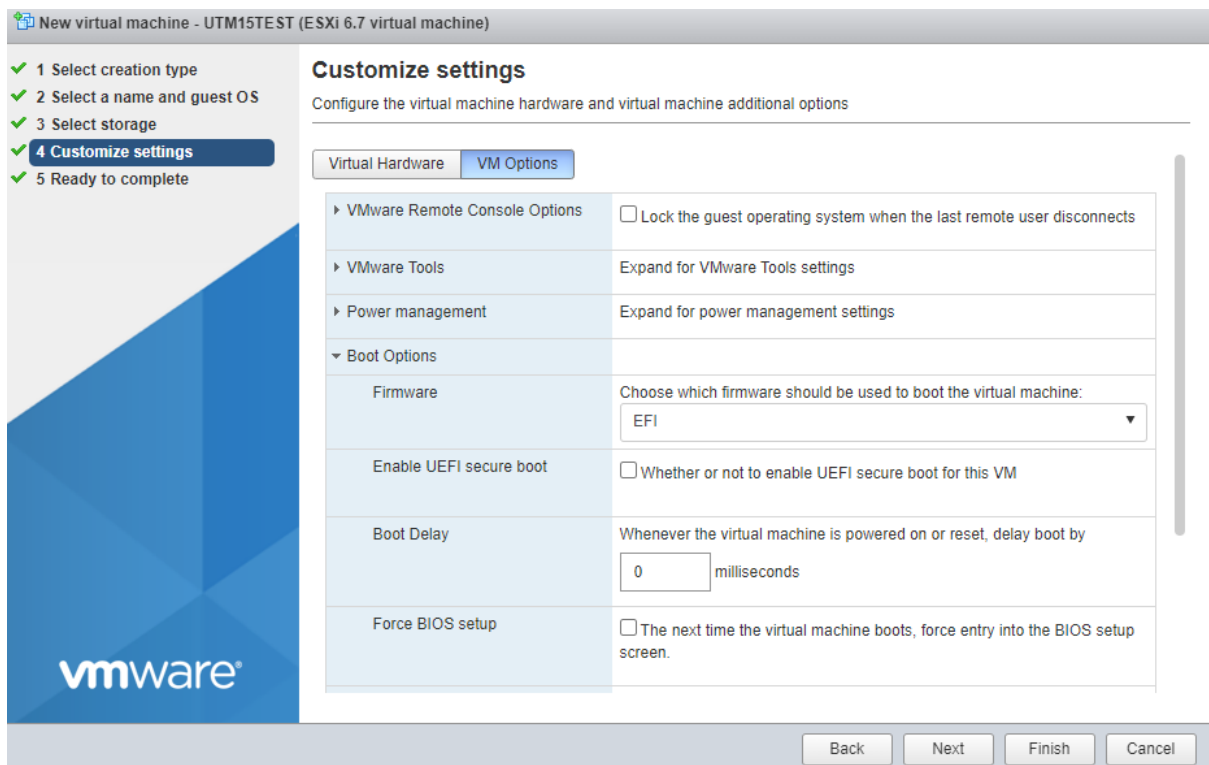 New virtual machine - UTM15TEST (ESXi 6.7 virtual machine)
1 Select creation type
2 Select a name and guest OS
3 Select storage
4 Customize settings
5 Ready to complete
Customize settings
Configure the virtual machine hardware and virtual machine additional options
Virtual Hardware
VM Options
VMware Remote Console Options
Lock the guest operating system when the last remote user disconnects
VMware Tools
Expand for VMware Tools settings
Power management
Expand for power management settings
Boot Options
Firmware
Choose which firmware should be used to boot the virtual machine:
EFI
Enable UEFI secure boot
Whether or not to enable UEFI secure boot for this VM
Boot Delay
Whenever the virtual machine is powered on or reset, delay boot by
0 milliseconds
Force BIOS setup
The next time the virtual machine boots, force entry into the BIOS setup
screen.
vmware®
Back
Next
Finish
Cancel